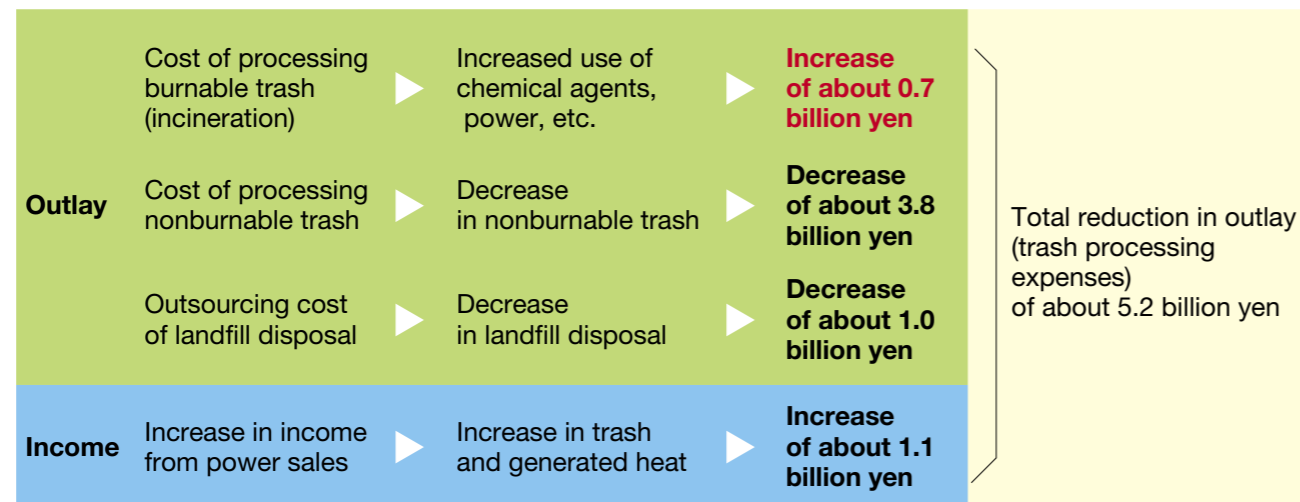 Outlay
Cost of processing
burnable trash
(incineration)
Increased use of
chemical agents,
power, etc.
Increase
of about 0.7
billion yen
Cost of processing
nonburnable trash
Decrease
in nonburnable trash
Decrease
of about 3.8
billion yen
Outsourcing cost
of landfill disposal
Decrease
in landfill disposal
Decrease
of about 1.0
billion yen
Income
Increase in income
from power sales
Increase in trash
and generated heat
Increase
of about 1.1
billion yen
Total reduction in outlay
(trash processing
expenses)
of about 5.2 billion yen